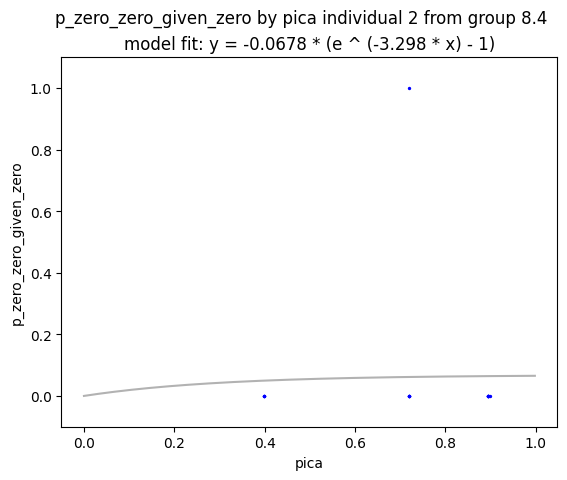 p_zero_zero_given_zero by pica individual 2 from group 8.4
model fit: y = -0.0678 * (e ^ (-3.298 * x) - 1)
p_zero_zero_given_zero
1.0
0.8
0.6
0.4
0.2
0.0
0.0 0.2 0.4 0.6 0.8 1.0
pica